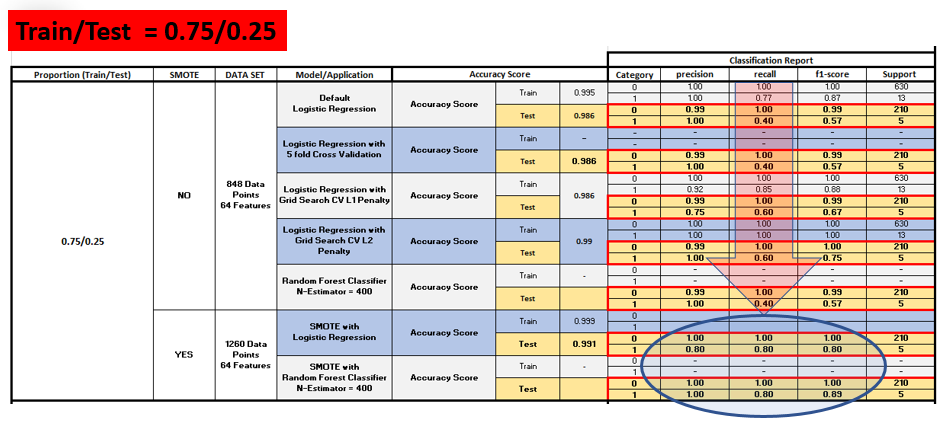 Train/Test = 0.75/0.25
Classification Report
Proportion (Train/Test) SMOTE DATA SET Model/Application Accuracy Score Category precision recall f1-score Support
0.75/0.25
NO
848 Data
Points
64 Features
Default
Logistic Regression
Accuracy Score
Train 0.995
0 1.00 1.00 1.00 630
1 1.00 0.77 0.87 13
Test 0.986
0 0.99 1.00 0.99 210
1 1.00 0.40 0.57 5
Logistic Regression with
5 fold Cross Validation
Accuracy Score
Train -
- - - -
- - - -
Test 0.986
0 0.99 1.00 0.99 210
1 1.00 0.40 0.57 5
Logistic Regression with
Grid Search CV L1 Penalty
Accuracy Score
Train
0.986
0 1.00 1.00 1.00 630
1 0.92 0.85 0.88 13
Test
0 0.99 1.00 0.99 210
1 0.75 0.60 0.67 5
Logistic Regression with
Grid Search CV L2
Penalty
Accuracy Score
Train
0.99
0 1.00 1.00 1.00 630
1 1.00 1.00 1.00 13
Test
0 0.99 1.00 1.00 210
1 1.00 0.60 0.75 5
Random Forest Classifier
N-Estimator = 400
Accuracy Score
Train -
0 - - - -
1 - - - -
Test
0 0.99 1.00 0.99 210
1 1.00 0.40 0.57 5
YES
1260 Data
Points
64 Features
SMOTE with
Logistic Regression
Accuracy Score
Train 0.999
0
1
Test 0.991
0 1.00 1.00 1.00 210
1 0.80 0.80 0.80 5
SMOTE with
Random Forest Classifier
N-Estimator = 400
Accuracy Score
Train -
0 - - - -
1 - - - -
Test
0 1.00 1.00 1.00 210
1 1.00 0.80 0.89 5